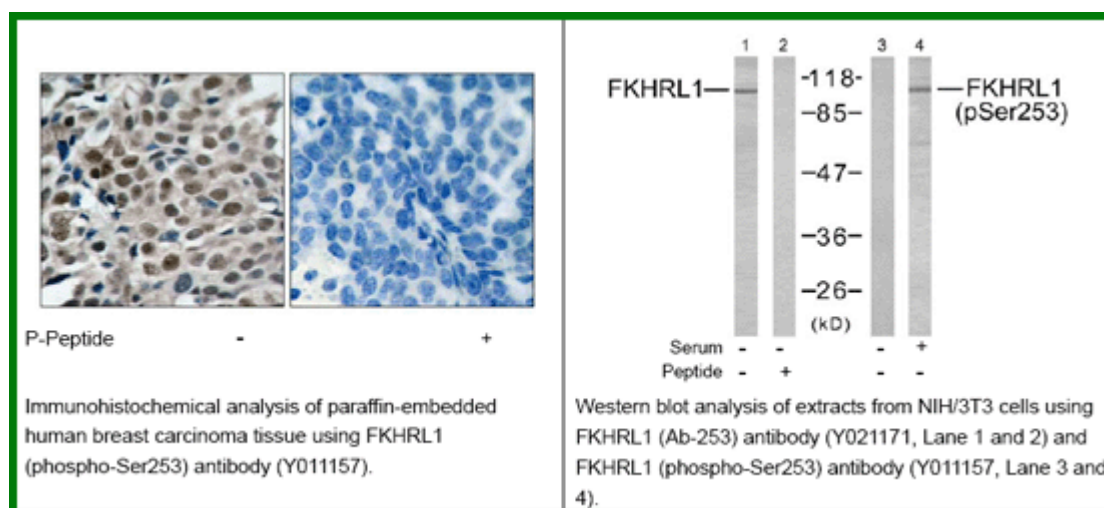 P-Peptide - +
Immunohistochemical analysis of paraffin-embedded
human breast carcinoma tissue using FKHRL1
(phospho-Ser253) antibody (Y011157).
1 2 3 4
FKHRL1 -118- FKHRL1
(pSer253)
-85-
-47-
-36-
-26-
(kD)
Serum - - - +
Peptide - + - -
Western blot analysis of extracts from NIH/3T3 cells using
FKHRL1 (Ab-253) antibody (Y021171, Lane 1 and 2) and
FKHRL1 (phospho-Ser253) antibody (Y011157, Lane 3 and
4).